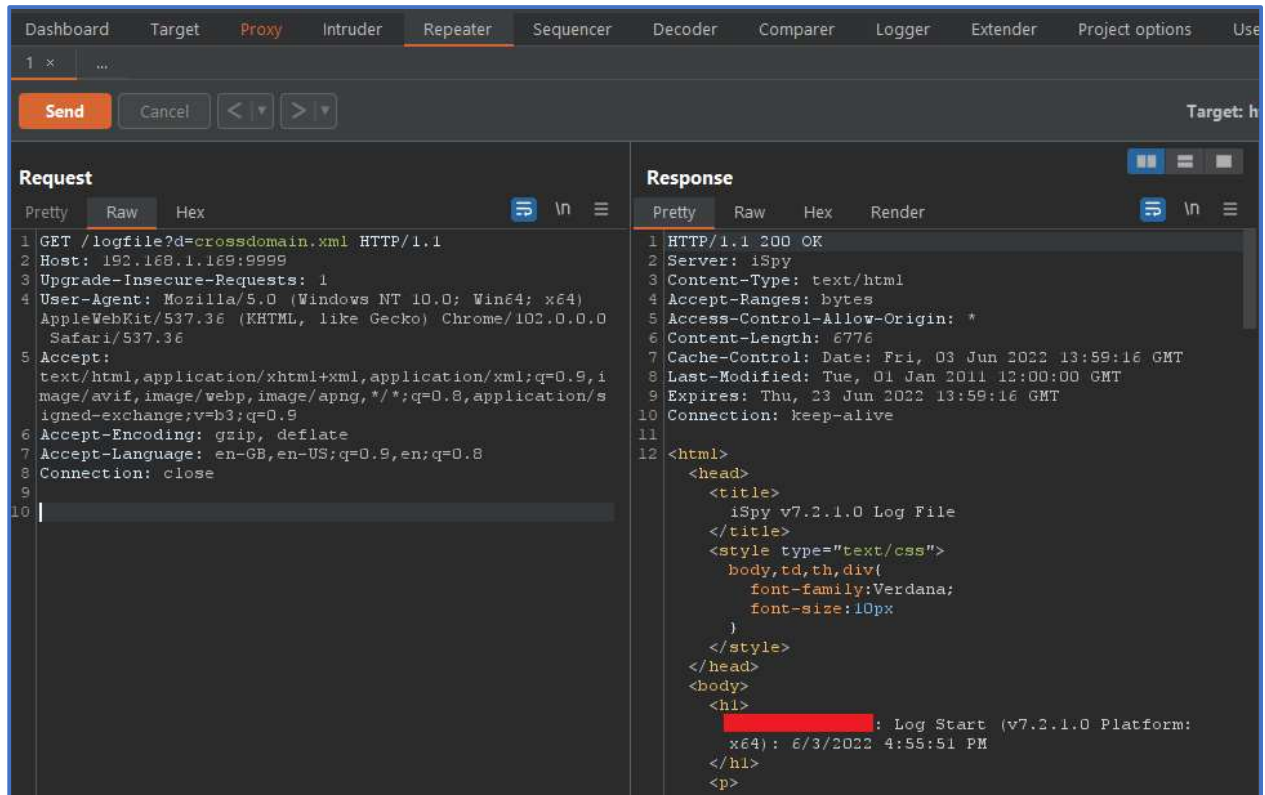 Dashboard Target Proxy Intruder Repeater Sequencer Decoder Comparer Logger Extender Project options Use
1 × ...
Send Cancel < > Target: h
Request
Pretty Raw Hex \n
1 GET /logfile?d=crossdomain.xml HTTP/1.1
2 Host: 192.168.1.169:9999
3 Upgrade-Insecure-Requests: 1
4 User-Agent: Mozilla/5.0 (Windows NT 10.0; Win64; x64)
AppleWebKit/537.36 (KHTML, like Gecko) Chrome/102.0.0.0
Safari/537.36
5 Accept:
text/html,application/xhtml+xml,application/xml;q=0.9,i
mage/avif,image/webp,image/apng,*/*;q=0.8,application/s
igned-exchange;v=b3;q=0.9
6 Accept-Encoding: gzip, deflate
7 Accept-Language: en-GB,en-US;q=0.9,en;q=0.8
8 Connection: close
9
10
Response
Pretty Raw Hex Render \n
1 HTTP/1.1 200 OK
2 Server: iSpy
3 Content-Type: text/html
4 Accept-Ranges: bytes
5 Access-Control-Allow-Origin: *
6 Content-Length: 6776
7 Cache-Control: Date: Fri, 03 Jun 2022 13:59:16 GMT
8 Last-Modified: Tue, 01 Jan 2011 12:00:00 GMT
9 Expires: Thu, 23 Jun 2022 13:59:16 GMT
10 Connection: keep-alive
11
12 <html>
<head>
<title>
iSpy v7.2.1.0 Log File
</title>
<style type="text/css">
body,td,th,div{
font-family:Verdana;
font-size:10px
}
</style>
</head>
<body>
<h1>
: Log Start (v7.2.1.0 Platform:
x64): 6/3/2022 4:55:51 PM
</h1>
<p>